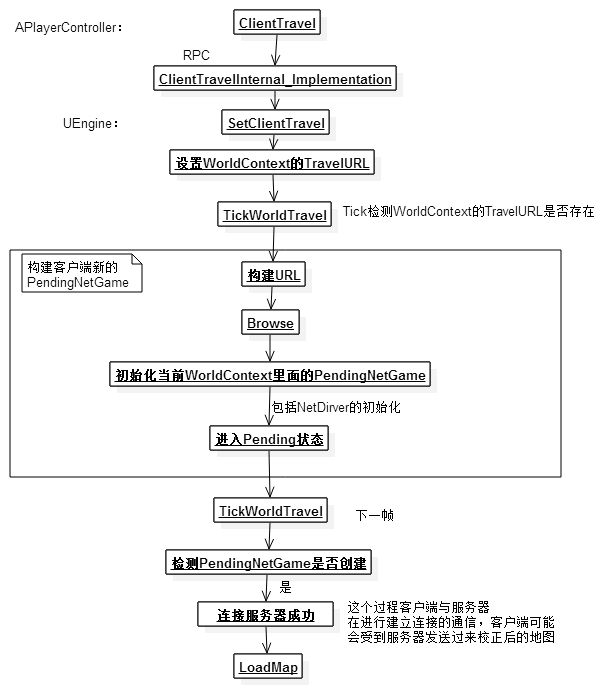 ClientTravel
APlayerController：
RPC
ClientTravelInternal_Implementation
UEngine：
SetClientTravel
设置WorldContext的TravelURL
TickWorldTravel
Tick检测WorldContext的TravelURL是否存在
构建客户端新的
PendingNetGame
构建URL
Browse
初始化当前WorldContext里面的PendingNetGame
包括NetDirver的初始化
进入Pending状态
TickWorldTravel
下一帧
检测PendingNetGame是否创建
是
连接服务器成功
这个过程客户端与服务器
在进行建立连接的通信，客户端可能
会受到服务器发送过来校正后的地图
LoadMap